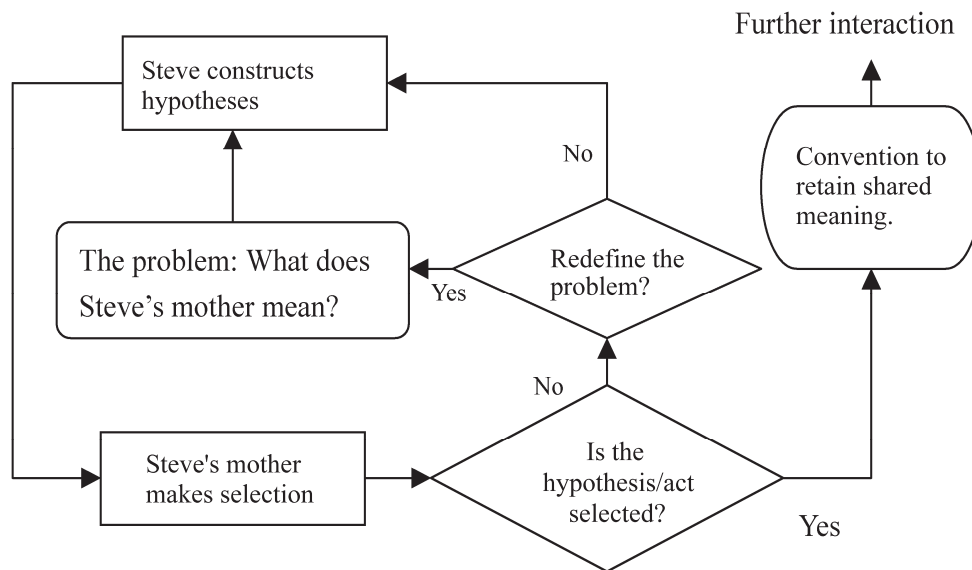 Further interaction
Steve constructs
hypotheses
No
Convention to
retain shared
meaning.
The problem: What does
Steve’s mother mean?
Yes
Redefine the
problem?
No
Steve's mother
makes selection
Is the
hypothesis/act
selected?
Yes